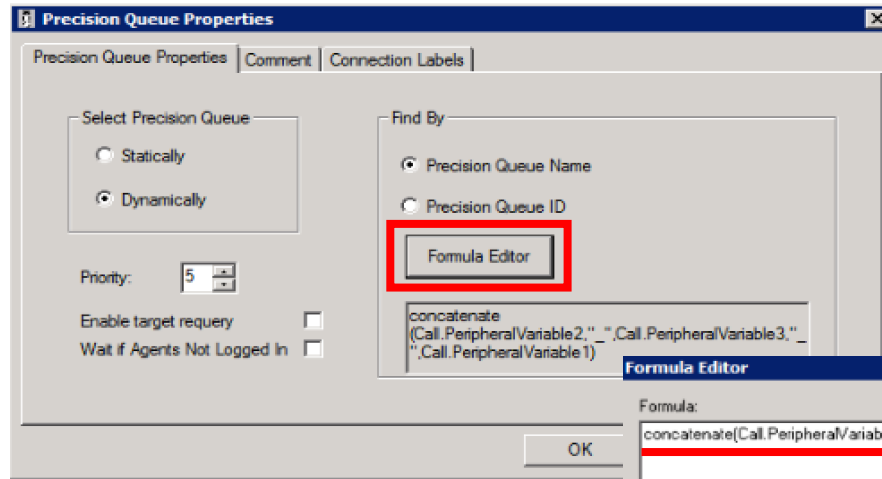 Precision Queue Properties
Precision Queue Properties Comment Connection Labels
Select Precision Queue
Statically
Dynamically
Priority: 5
Enable target requery
Wait if Agents Not Logged In
Find By
Precision Queue Name
Precision Queue ID
Formula Editor
concatenate
(Call.PeripheralVariable2,"_",Call.PeripheralVariable3,"_
",Call.PeripheralVariable1)
OK
Formula Editor
Formula:
concatenate(Call.PeripheralVariab